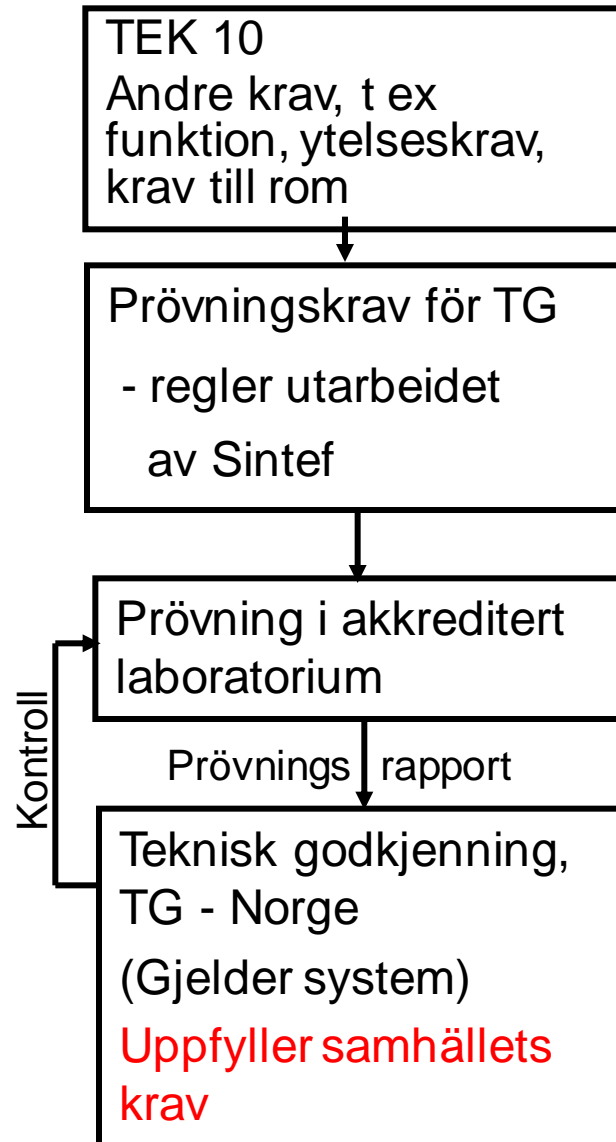 TEK 10
Andre krav, t ex
funktion, ytelseskrav,
krav till rom
Prövningskrav för TG
- regler utarbeidet
av Sintef
Prövning i akkreditert
laboratorium
Kontroll
Prövnings rapport
Teknisk godkjenning,
TG - Norge
(Gjelder system)
Uppfyller samhällets
krav